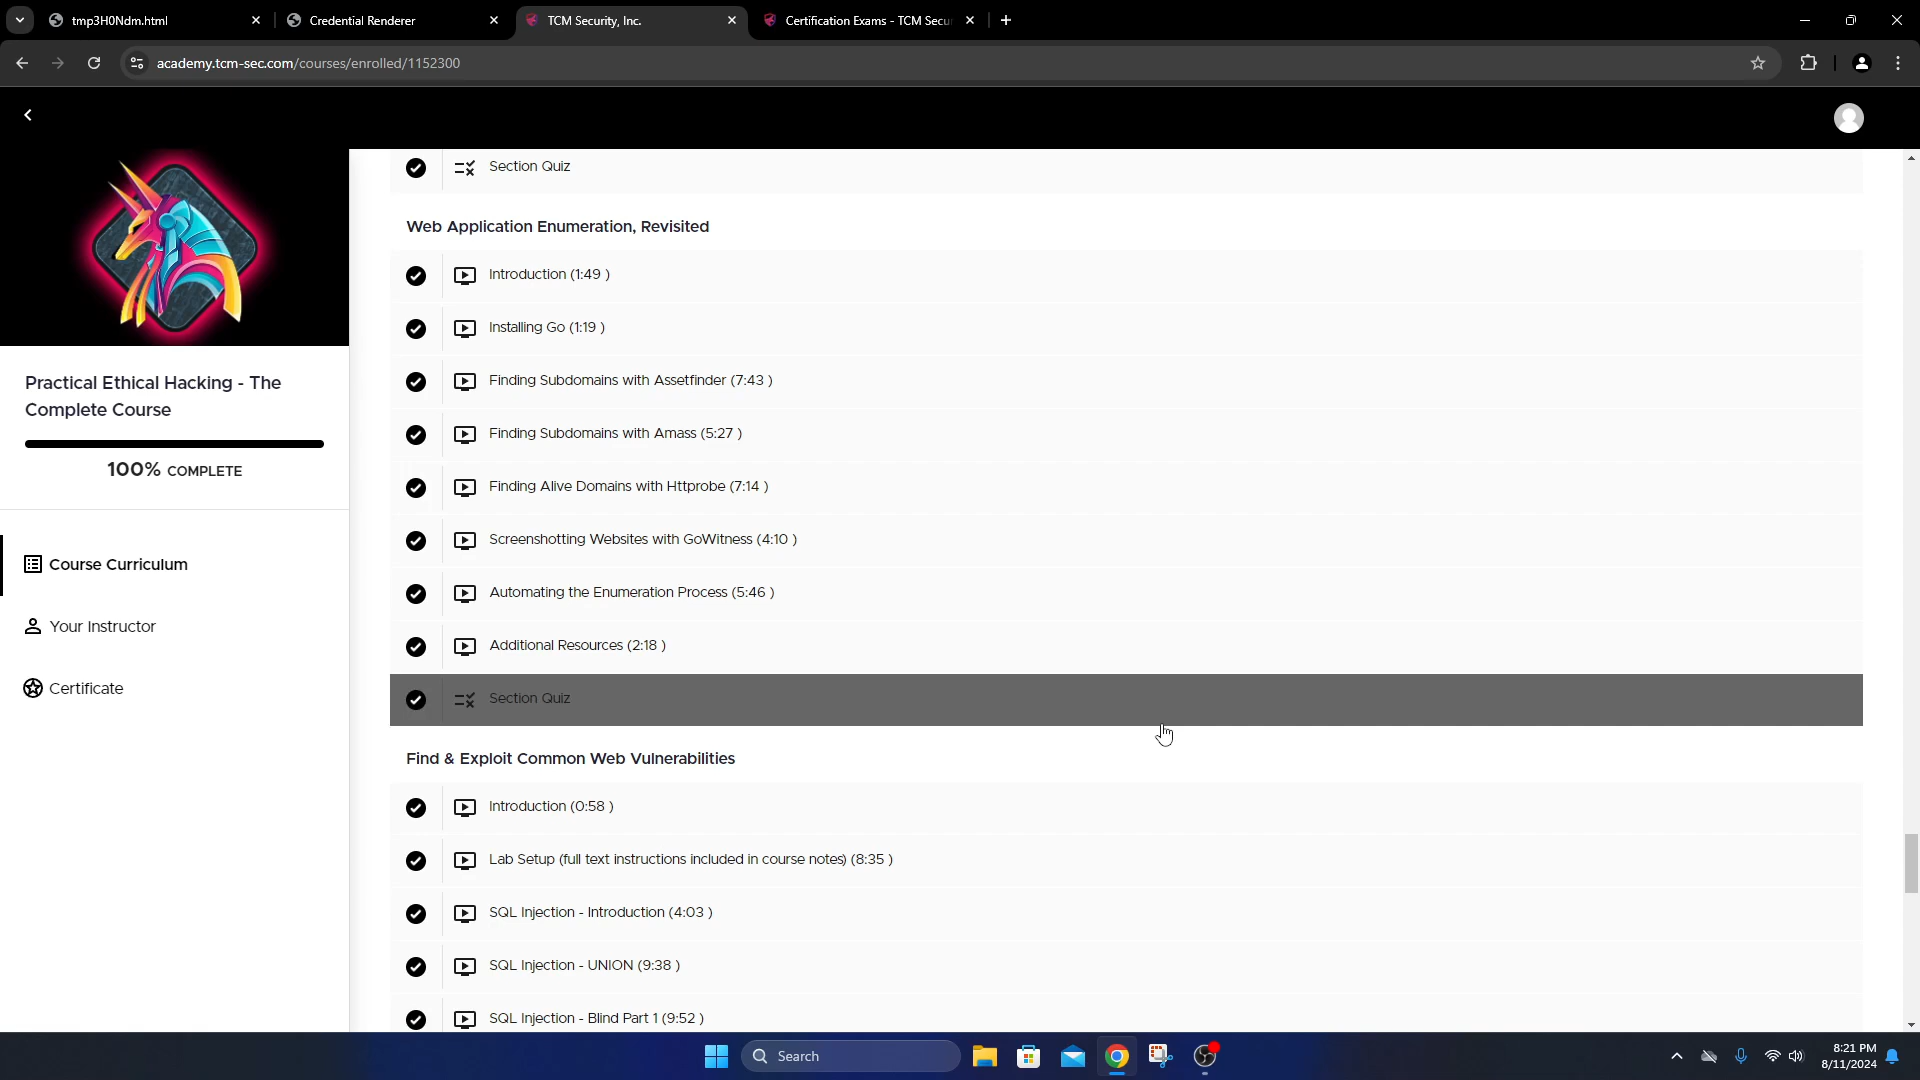 tmp3H0Ndm.html
Credential Renderer
TCM Security, Inc.
Certification Exams - TCM Secu
academy.tcm-sec.com/courses/enrolled/1152300
Practical Ethical Hacking - The
Complete Course
100% COMPLETE
Course Curriculum
Your Instructor
Certificate
Section Quiz
Web Application Enumeration, Revisited
Introduction (1:49 )
Installing Go (1:19 )
Finding Subdomains with Assetfinder (7:43 )
Finding Subdomains with Amass (5:27 )
Finding Alive Domains with Httprobe (7:14 )
Screenshotting Websites with GoWitness (4:10 )
Automating the Enumeration Process (5:46 )
Additional Resources (2:18 )
Section Quiz
Find & Exploit Common Web Vulnerabilities
Introduction (0:58 )
Lab Setup (full text instructions included in course notes) (8:35 )
SQL Injection - Introduction (4:03 )
SQL Injection - UNION (9:38 )
SQL Injection - Blind Part 1 (9:52 )
Search
8:21 PM
8/11/2024